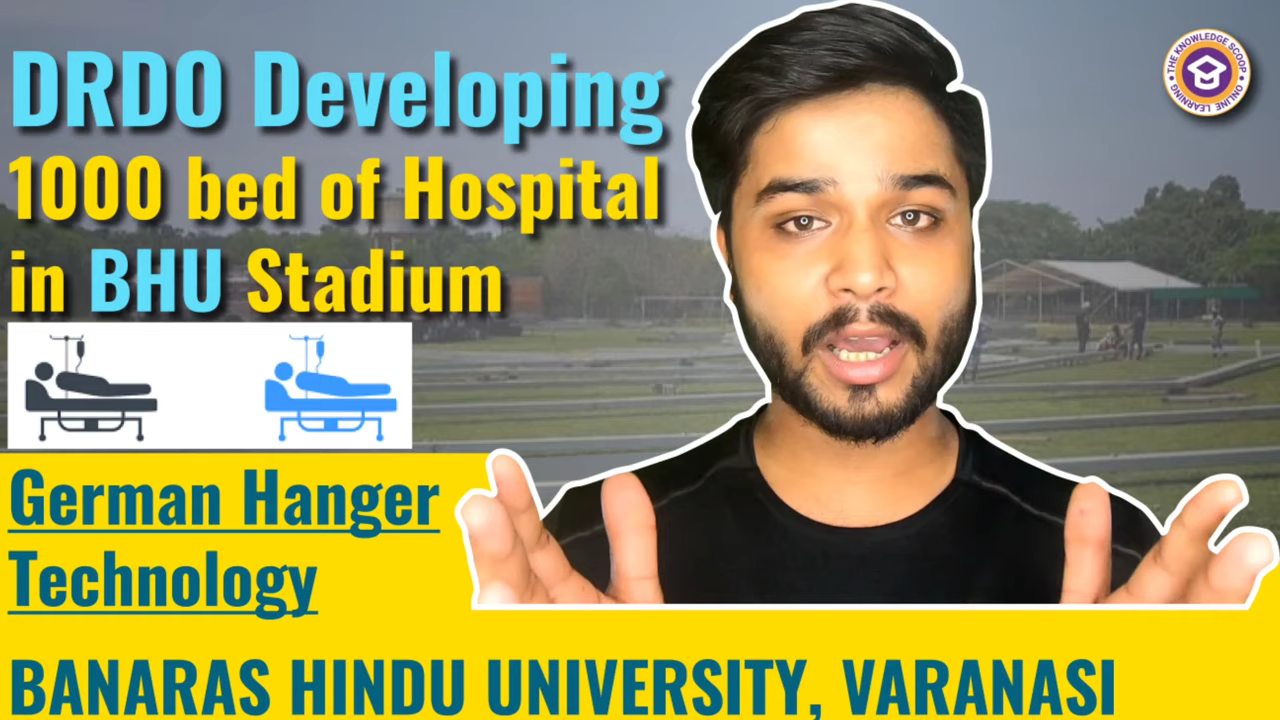 DRDO Developing
1000 bed of Hospital
in BHU Stadium
German Hanger
Technology
BANARAS HINDU UNIVERSITY, VARANASI
THE KNOWLEDGE SCOOP
ONLINE LEARNING